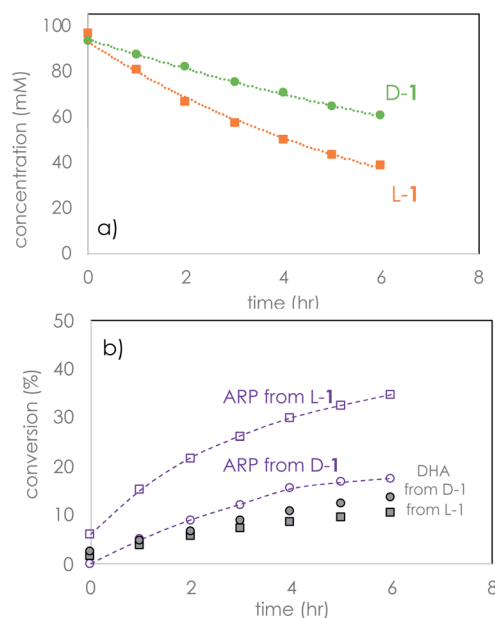 100
80
60
40
20
0
concentration (mM)
D-1
L-1
a)
0
2
4
6
8
time (hr)
50
40
30
20
10
0
conversion (%)
b)
ARP from L-1
ARP from D-1
DHA
from D-1
from L-1
0
2
4
6
8
time (hr)